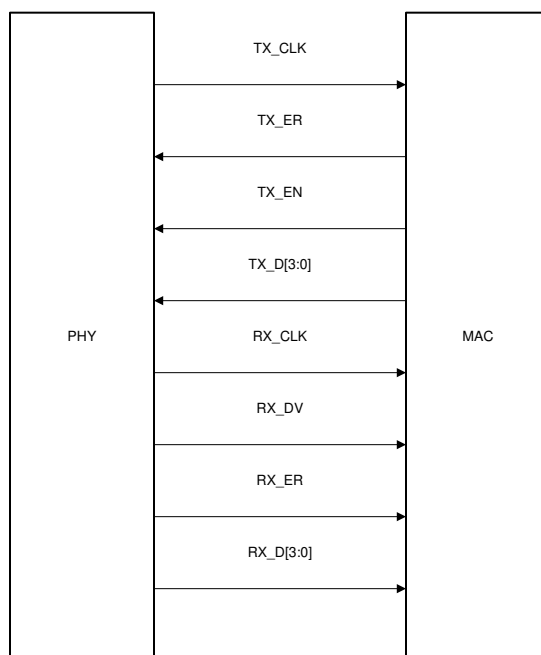 TX_CLK
TX_ER
TX_EN
TX_D[3:0]
PHY
RX_CLK
MAC
RX_DV
RX_ER
RX_D[3:0]